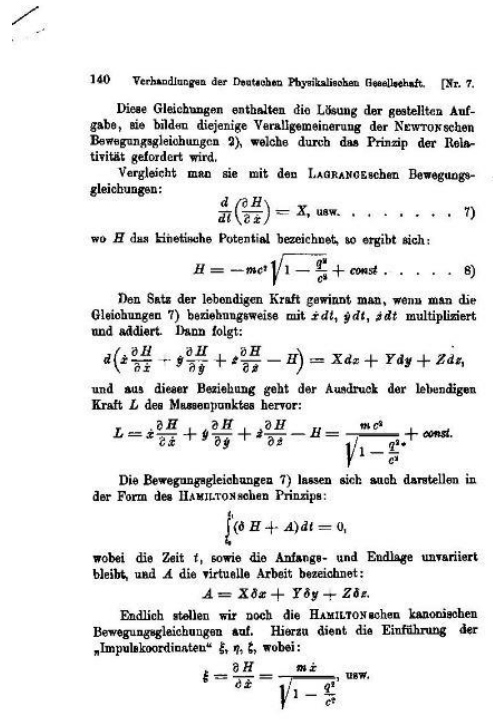 140 Verhandlungen der Deutschen Physikalischen Gesellschaft. [Nr. 7.
Diese Gleichungen enthalten die Lösung der gestellten Auf-
gabe, sie bilden diejenige Verallgemeinerung der NEWTONschen
Bewegungsgleichungen 2), welche durch das Prinzip der Rela-
tivität gefordert wird.
Vergleicht man sie mit den LAGRANGEschen Bewegungs-
gleichungen:
d/dt (∂H/∂ẋ) = X, usw. . . . . . . . 7)
wo H das kinetische Potential bezeichnet, so ergibt sich:
H = −mc² √(1 − q²/c²) + const . . . . . 8)
Den Satz der lebendigen Kraft gewinnt man, wenn man die
Gleichungen 7) beziehungsweise mit ẋdt, ẏdt, żdt multipliziert
und addiert. Dann folgt:
d(ẋ ∂H/∂ẋ + ẏ ∂H/∂ẏ + ż ∂H/∂ż − H) = Xdx + Ydy + Zdz,
und aus dieser Beziehung geht der Ausdruck der lebendigen
Kraft L des Massenpunktes hervor:
L = ẋ ∂H/∂ẋ + ẏ ∂H/∂ẏ + ż ∂H/∂ż − H = mc²/√(1 − q²/c²) + const.
Die Bewegungsgleichungen 7) lassen sich auch darstellen in
der Form des HAMILTONschen Prinzips:
∫(δH + A)dt = 0,
wobei die Zeit t, sowie die Anfangs- und Endlage unvariiert
bleibt, und A die virtuelle Arbeit bezeichnet:
A = Xδx + Yδy + Zδz.
Endlich stellen wir noch die HAMILTONschen kanonischen
Bewegungsgleichungen auf. Hierzu dient die Einführung der
„Impulskoordinaten“ ξ, η, ζ, wobei:
ξ = ∂H/∂ẋ = mẋ/√(1 − q²/c²), usw.